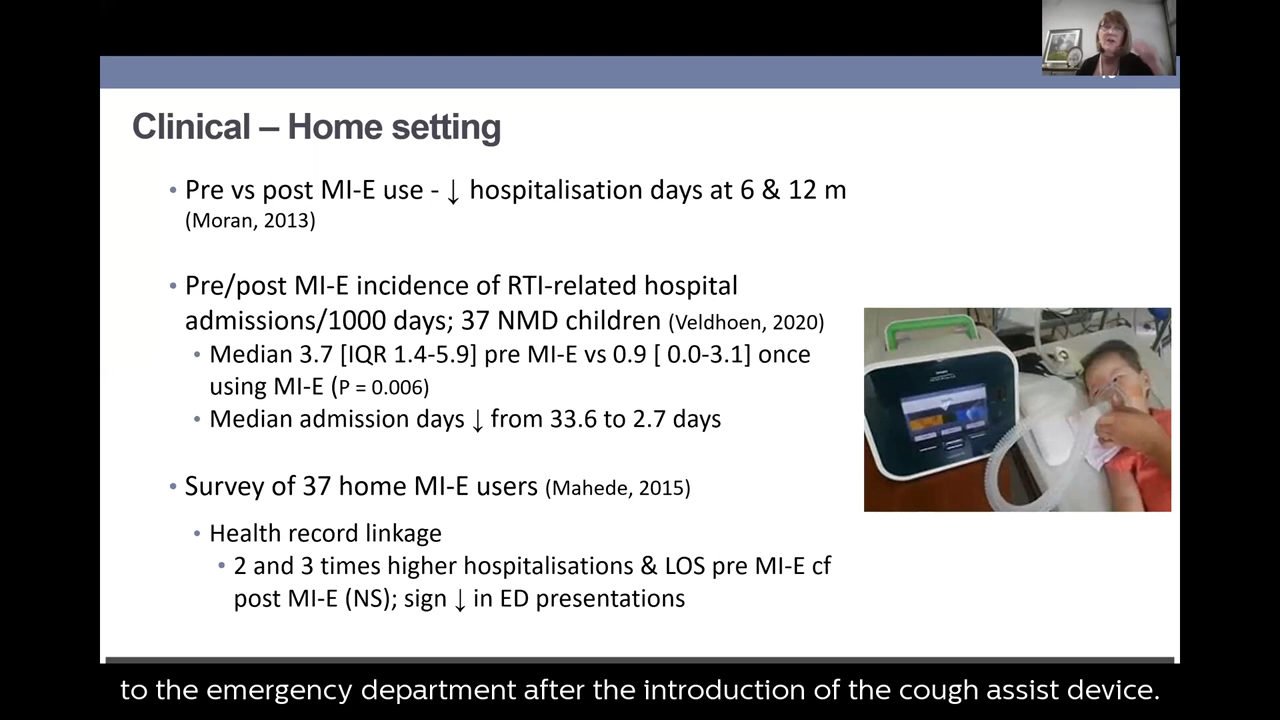 Clinical – Home setting
• Pre vs post MI-E use - ↓ hospitalisation days at 6 & 12 m
(Moran, 2013)
• Pre/post MI-E incidence of RTI-related hospital
admissions/1000 days; 37 NMD children (Veldhoen, 2020)
• Median 3.7 [IQR 1.4-5.9] pre MI-E vs 0.9 [ 0.0-3.1] once
using MI-E (P = 0.006)
• Median admission days ↓ from 33.6 to 2.7 days
• Survey of 37 home MI-E users (Mahede, 2015)
• Health record linkage
• 2 and 3 times higher hospitalisations & LOS pre MI-E cf
post MI-E (NS); sign ↓ in ED presentations
to the emergency department after the introduction of the cough assist device.